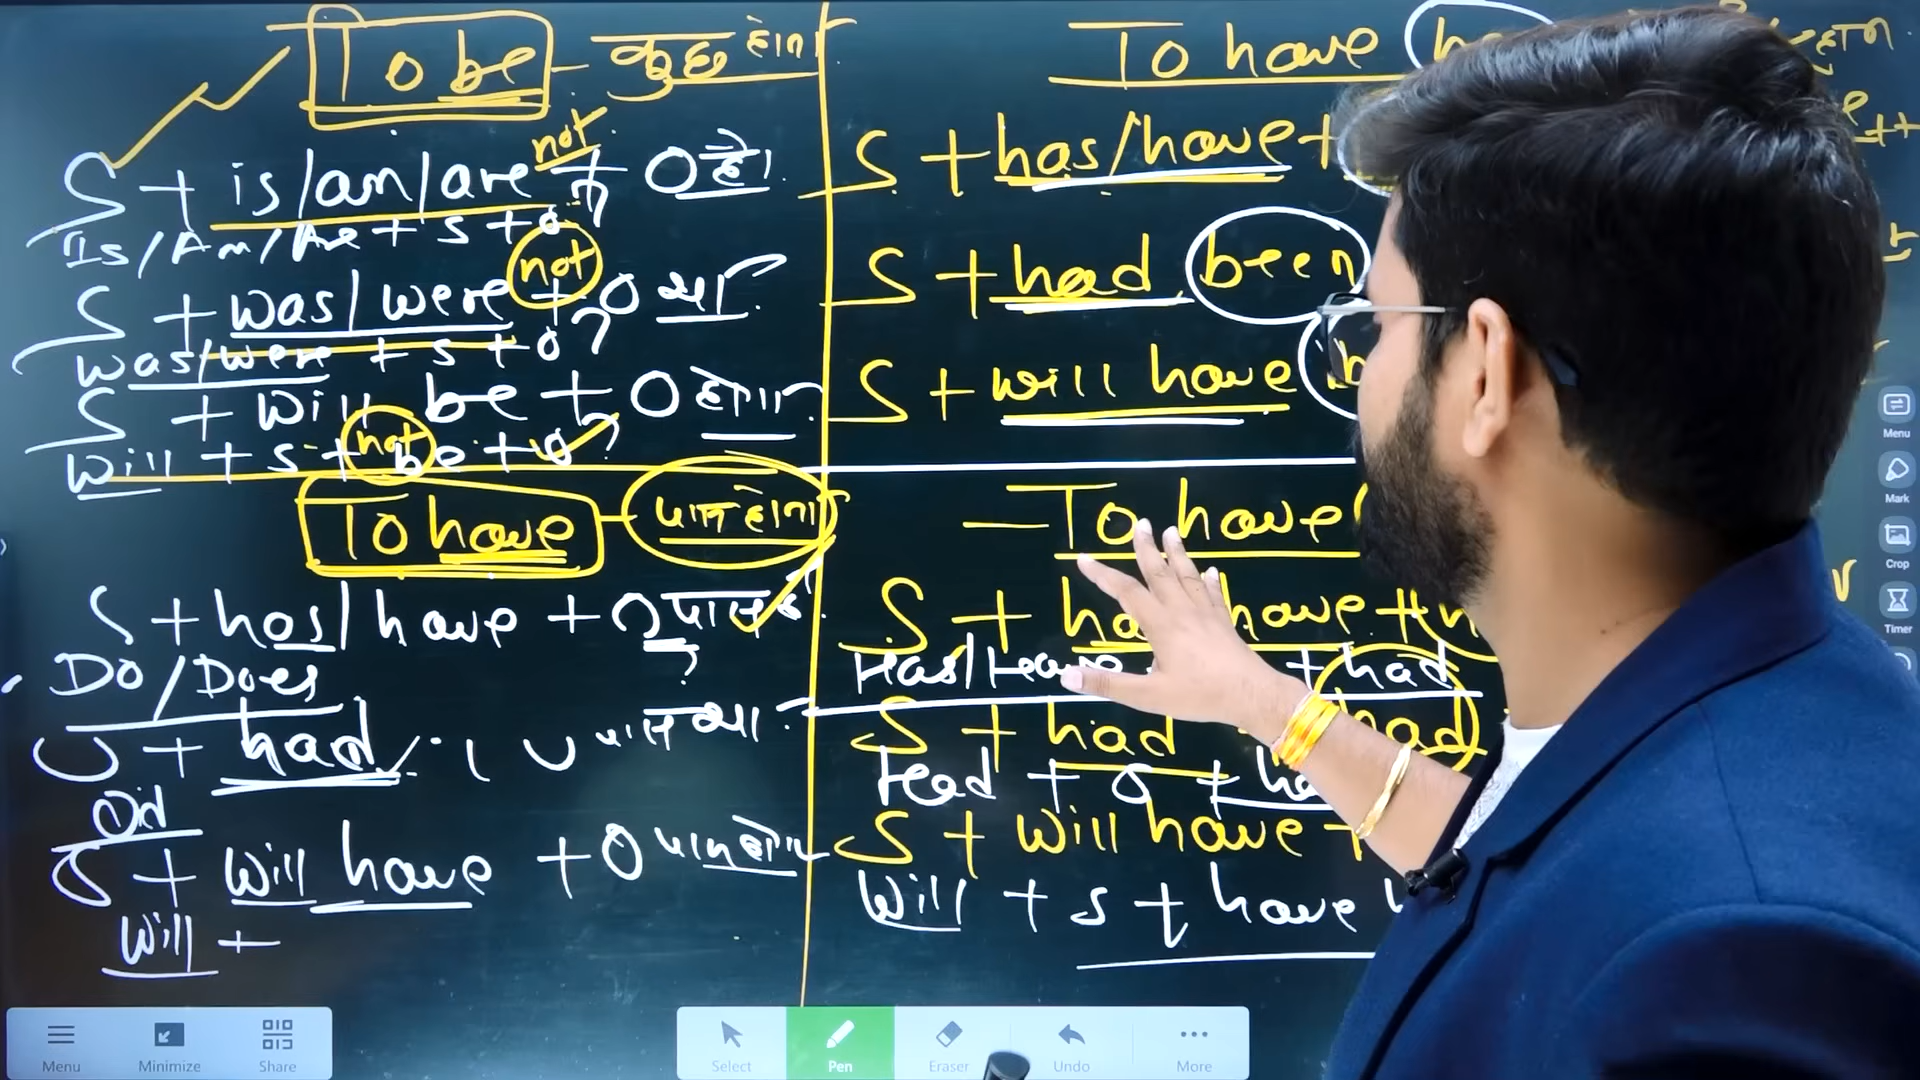 To be - कुछ होना
not
S + is/am/are + O है।
Is/Am/Are + S + O ?
not
S + was/were + O था
was/were + S + O ?
S + will be + O होगा
not
Will + S + be + O ?
To have - पास होना
S + has/have + O पास है
Do/Does ?
S + had पास था
Did
S + will have + O पास होगा
Will +
To have
S + has/have +
S + had been
S + will have
To have
S + has/have +
Has/Have + had
S + had had
Had + S +
S + will have +
Will + S + have
Menu
Mark
Crop
Timer
Menu Minimize Share Select Pen Eraser Undo More